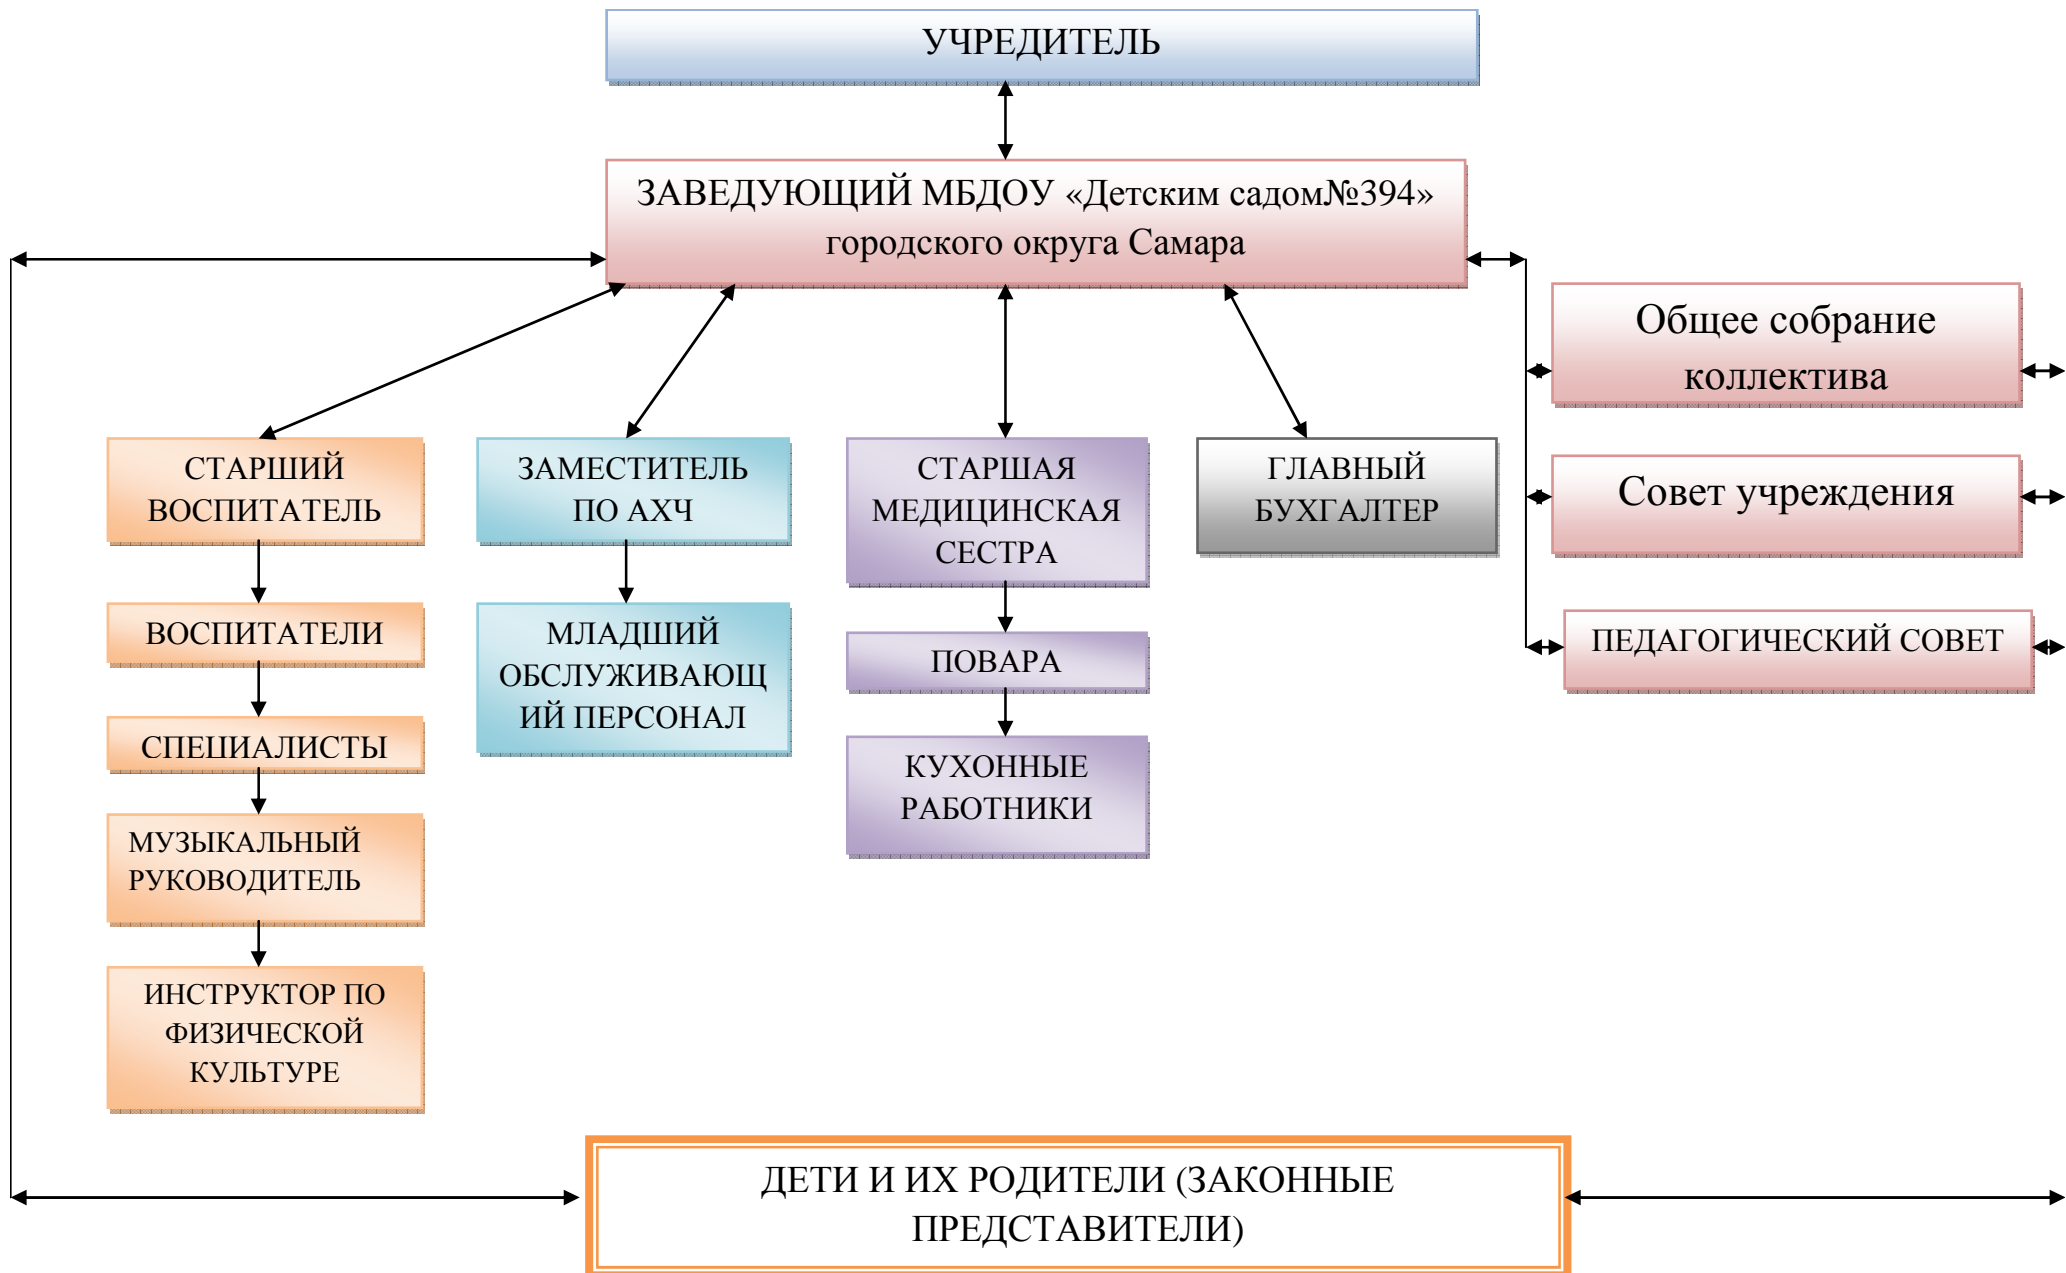 УЧРЕДИТЕЛЬ
ЗАВЕДУЮЩИЙ МБДОУ «Детским садом№394»
городского округа Самара
Общее собрание
коллектива
Совет учреждения
ПЕДАГОГИЧЕСКИЙ СОВЕТ
СТАРШИЙ
ВОСПИТАТЕЛЬ
ВОСПИТАТЕЛИ
СПЕЦИАЛИСТЫ
МУЗЫКАЛЬНЫЙ
РУКОВОДИТЕЛЬ
ИНСТРУКТОР ПО
ФИЗИЧЕСКОЙ
КУЛЬТУРЕ
ЗАМЕСТИТЕЛЬ
ПО АХЧ
МЛАДШИЙ
ОБСЛУЖИВАЮЩ
ИЙ ПЕРСОНАЛ
СТАРШАЯ
МЕДИЦИНСКАЯ
СЕСТРА
ПОВАРА
КУХОННЫЕ
РАБОТНИКИ
ГЛАВНЫЙ
БУХГАЛТЕР
ДЕТИ И ИХ РОДИТЕЛИ (ЗАКОННЫЕ
ПРЕДСТАВИТЕЛИ)